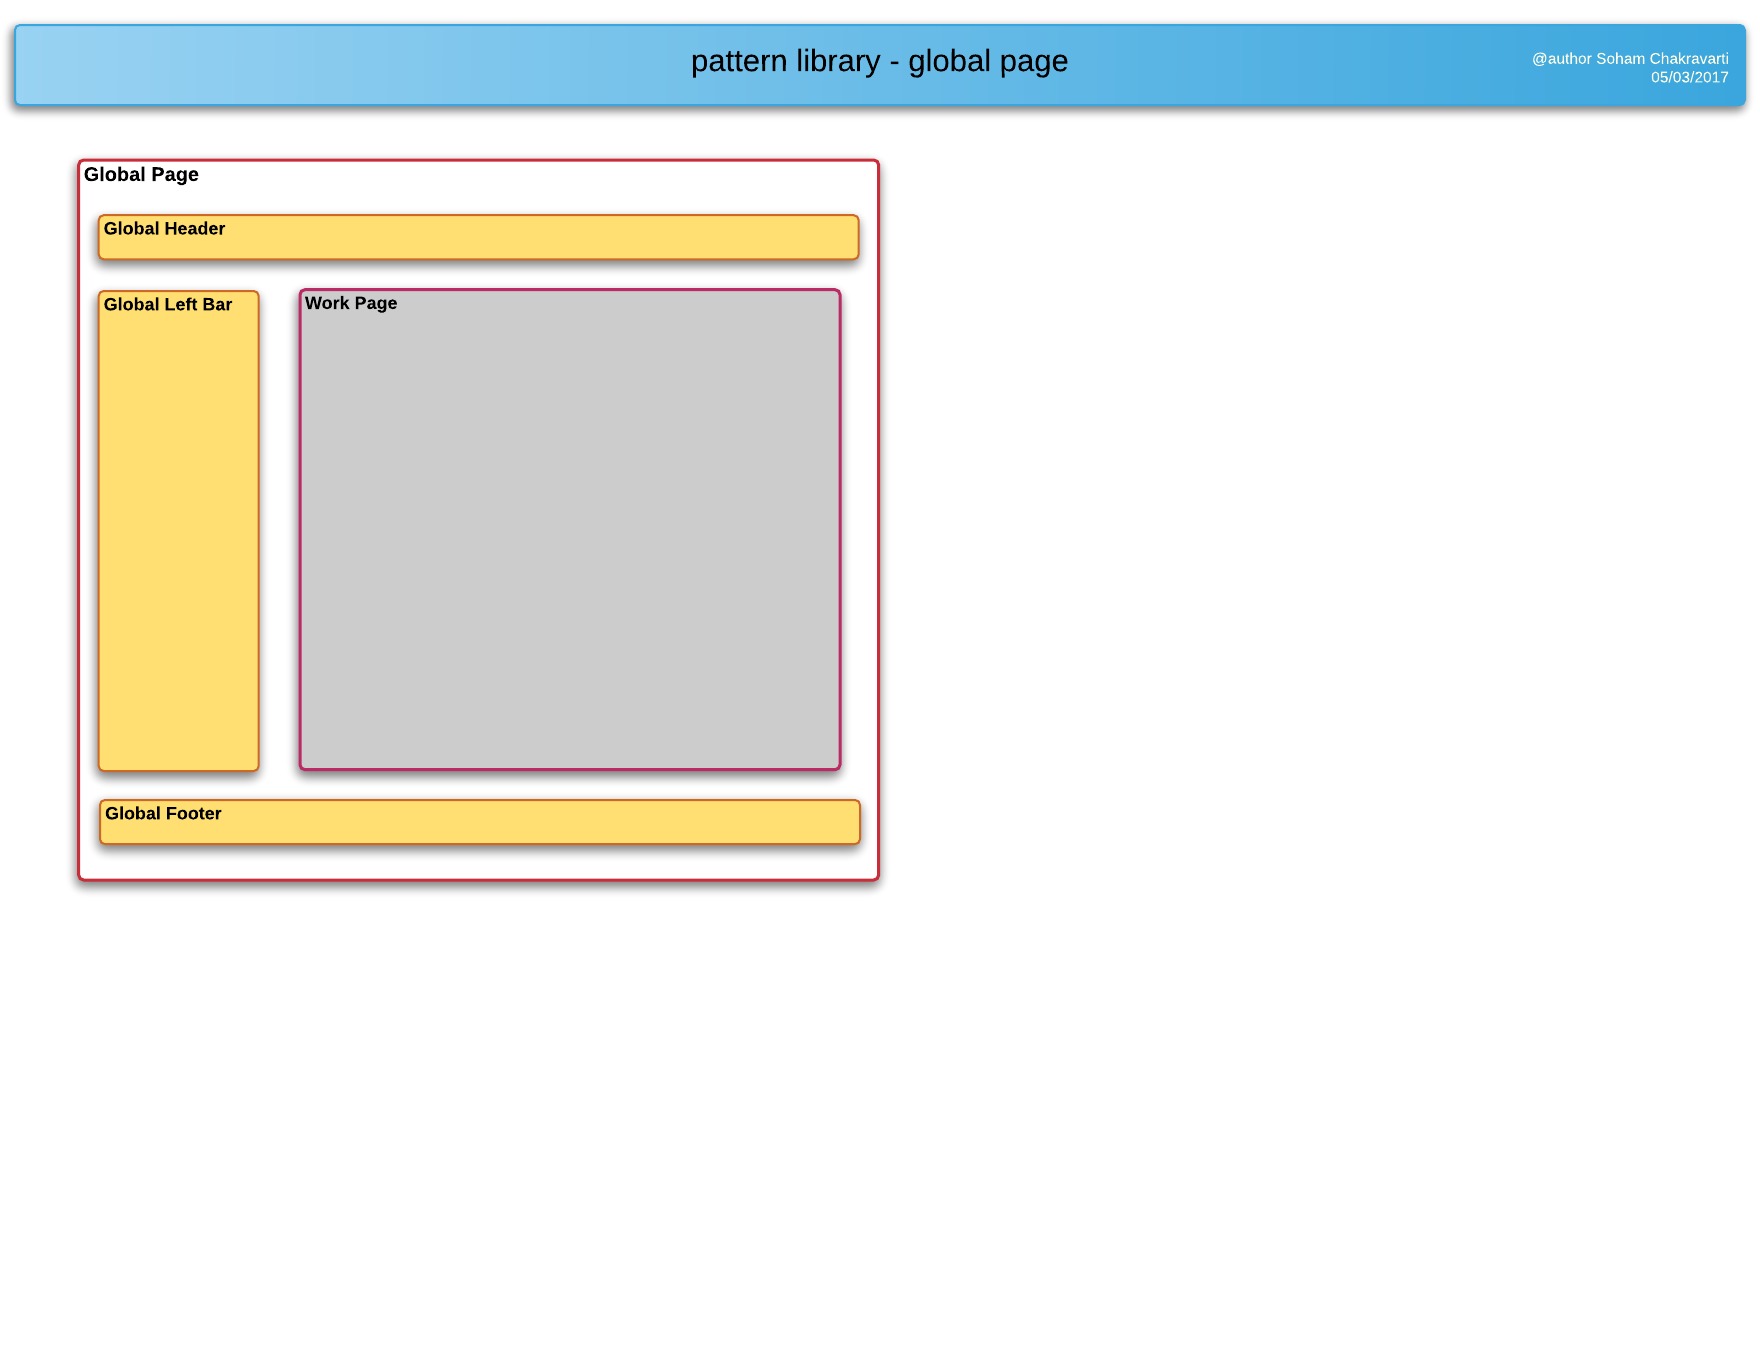 pattern library - global page
@author Soham Chakravarti
05/03/2017
Global Page
Global Header
Global Left Bar
Work Page
Global Footer